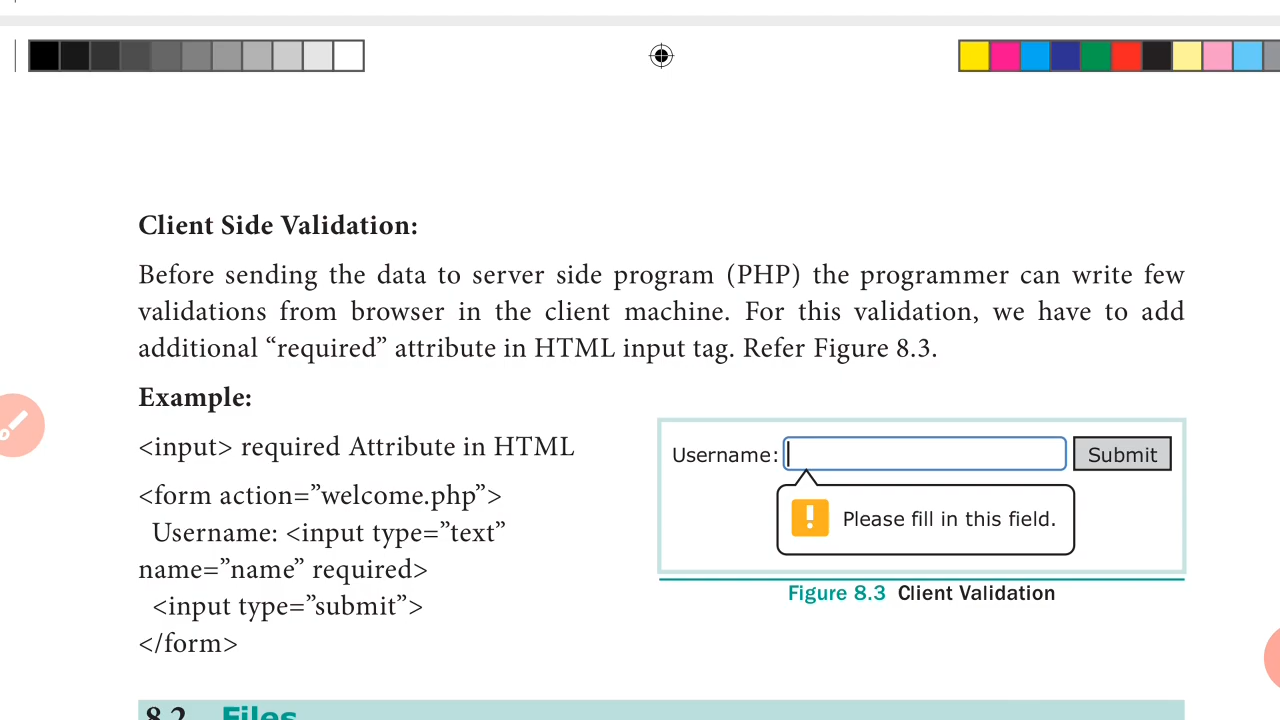 Client Side Validation:
Before sending the data to server side program (PHP) the programmer can write few
validations from browser in the client machine. For this validation, we have to add
additional “required” attribute in HTML input tag. Refer Figure 8.3.
Example:
<input> required Attribute in HTML
<form action=”welcome.php”>
Username: <input type=”text”
name=”name” required>
<input type=”submit”>
</form>
Username: Submit
Please fill in this field.
Figure 8.3 Client Validation
8.2 Files